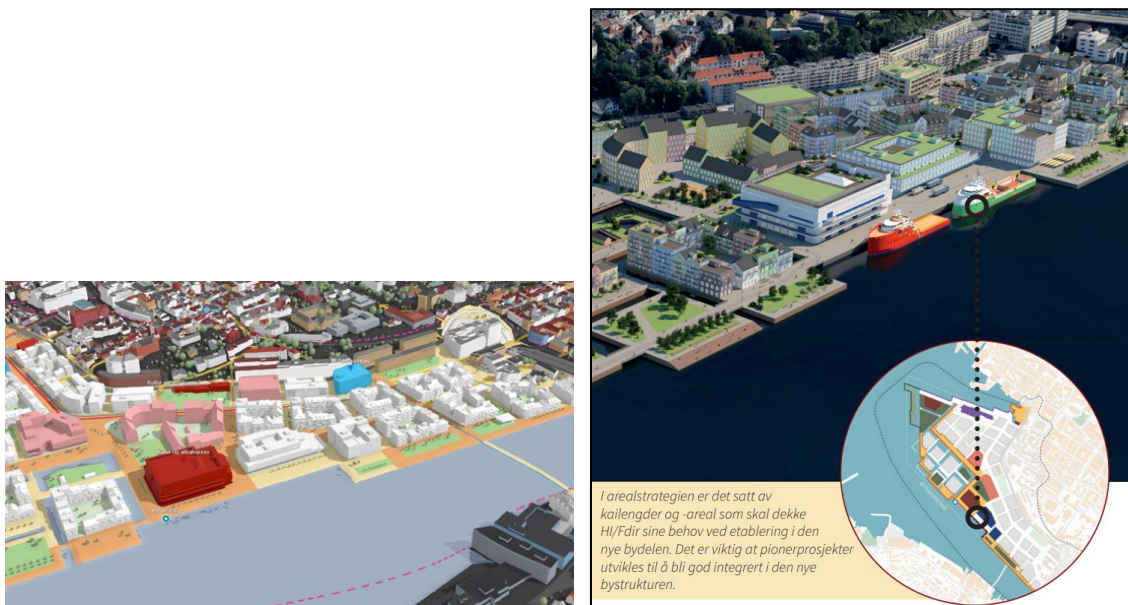 I arealstrategien er det satt av
kailengder og -areal som skal dekke
HI/Fdir sine behov ved etablering i den
nye bydelen. Det er viktig at pionerprosjekter
utvikles til å bli god integrert i den nye
bystrukturen.